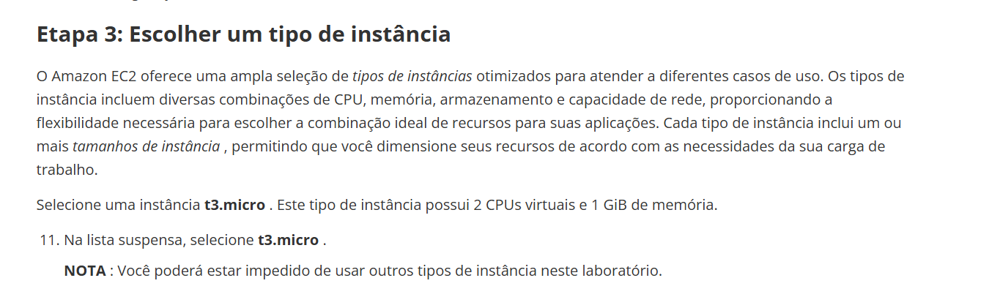 Etapa 3: Escolher um tipo de instância
O Amazon EC2 oferece uma ampla seleção de tipos de instâncias otimizados para atender a diferentes casos de uso. Os tipos de
instância incluem diversas combinações de CPU, memória, armazenamento e capacidade de rede, proporcionando a
flexibilidade necessária para escolher a combinação ideal de recursos para suas aplicações. Cada tipo de instância inclui um ou
mais tamanhos de instância , permitindo que você dimensione seus recursos de acordo com as necessidades da sua carga de
trabalho.
Selecione uma instância t3.micro . Este tipo de instância possui 2 CPUs virtuais e 1 GiB de memória.
11. Na lista suspensa, selecione t3.micro .
NOTA : Você poderá estar impedido de usar outros tipos de instância neste laboratório.